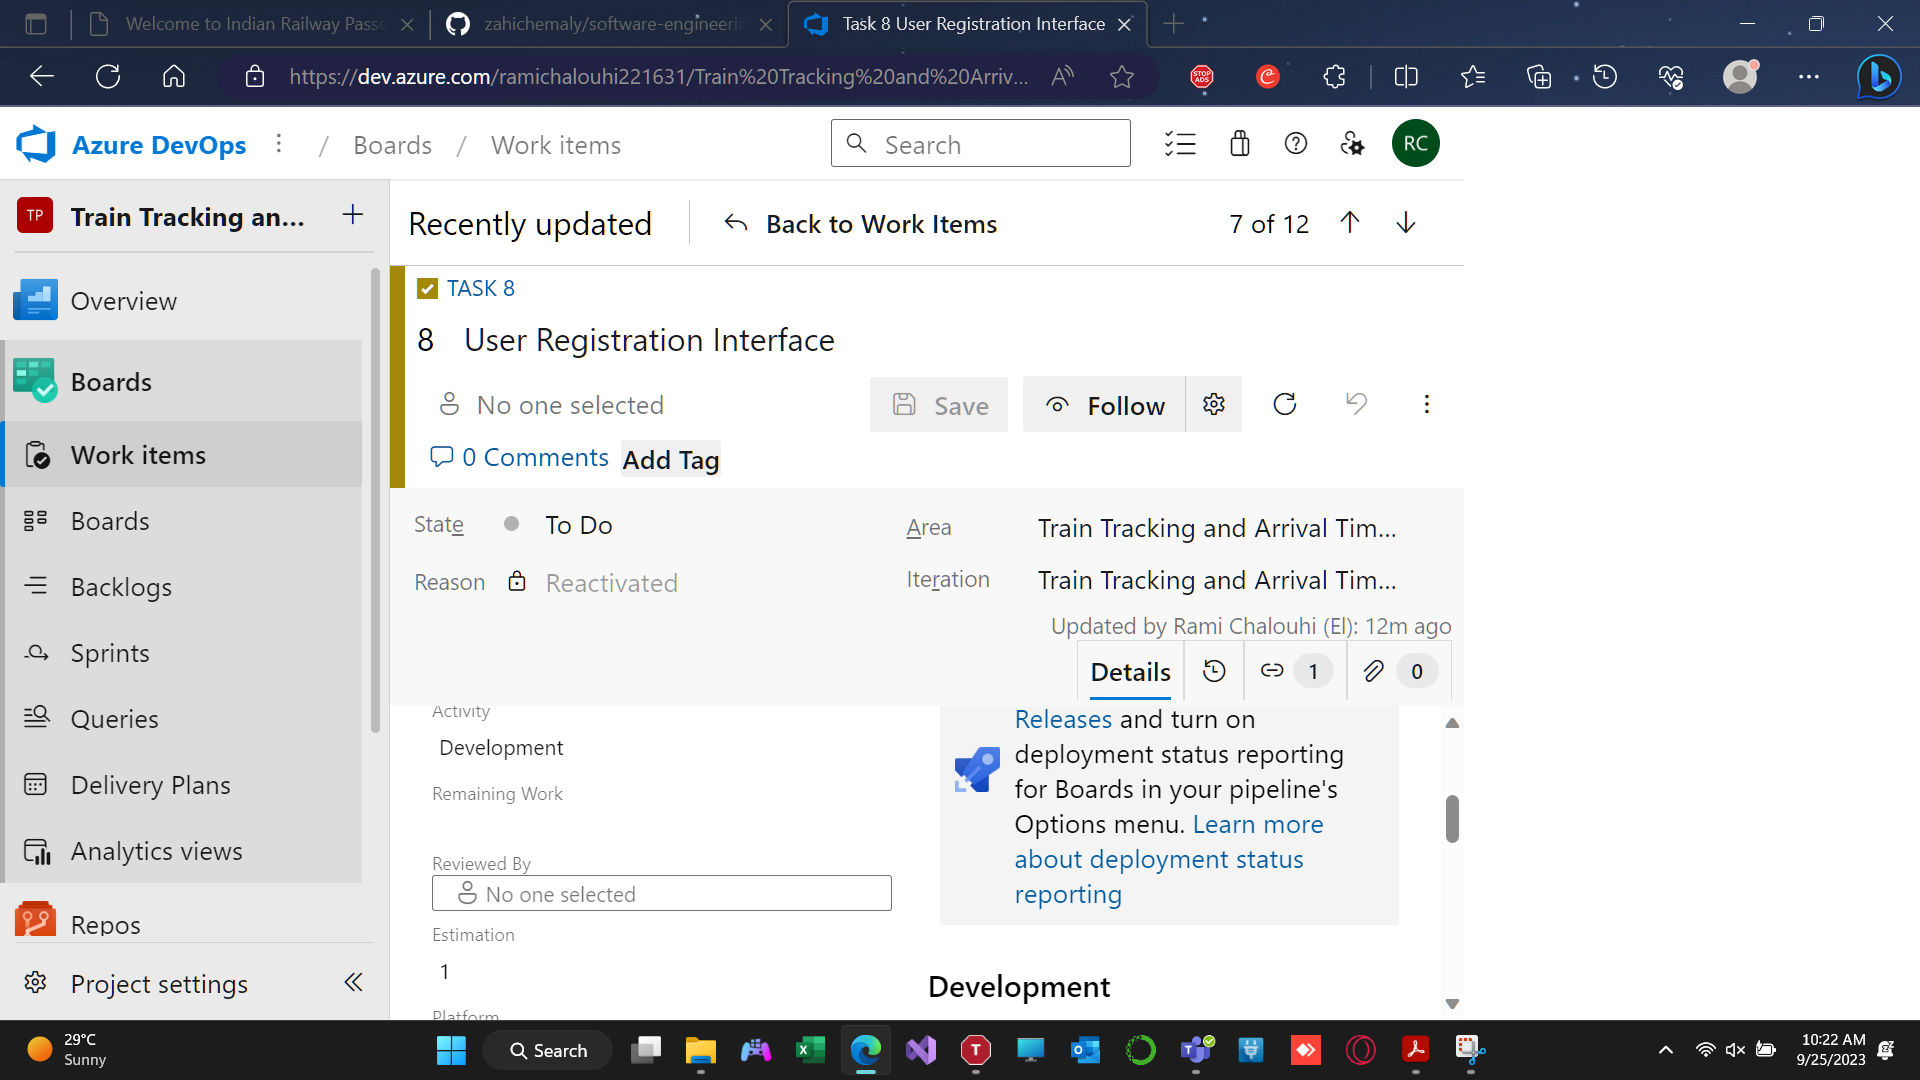 Welcome to Indian Railway Passe
zahichemaly/software-engineerin
Task 8 User Registration Interface
https://dev.azure.com/ramichalouhi221631/Train%20Tracking%20and%20Arriv...
Azure DevOps / Boards / Work items
Search
RC
TP Train Tracking an...
Overview
Boards
Work items
Boards
Backlogs
Sprints
Queries
Delivery Plans
Analytics views
Repos
Project settings
Recently updated
Back to Work Items
7 of 12
TASK 8
8 User Registration Interface
No one selected
Save
Follow
0 Comments
Add Tag
State To Do
Area Train Tracking and Arrival Tim...
Reason Reactivated
Iteration Train Tracking and Arrival Tim...
Updated by Rami Chalouhi (El): 12m ago
Details
1
0
Activity
Development
Remaining Work
Reviewed By
No one selected
Estimation
1
Platform
Releases and turn on
deployment status reporting
for Boards in your pipeline's
Options menu. Learn more
about deployment status
reporting
Development
29°C
Sunny
Search
10:22 AM
9/25/2023